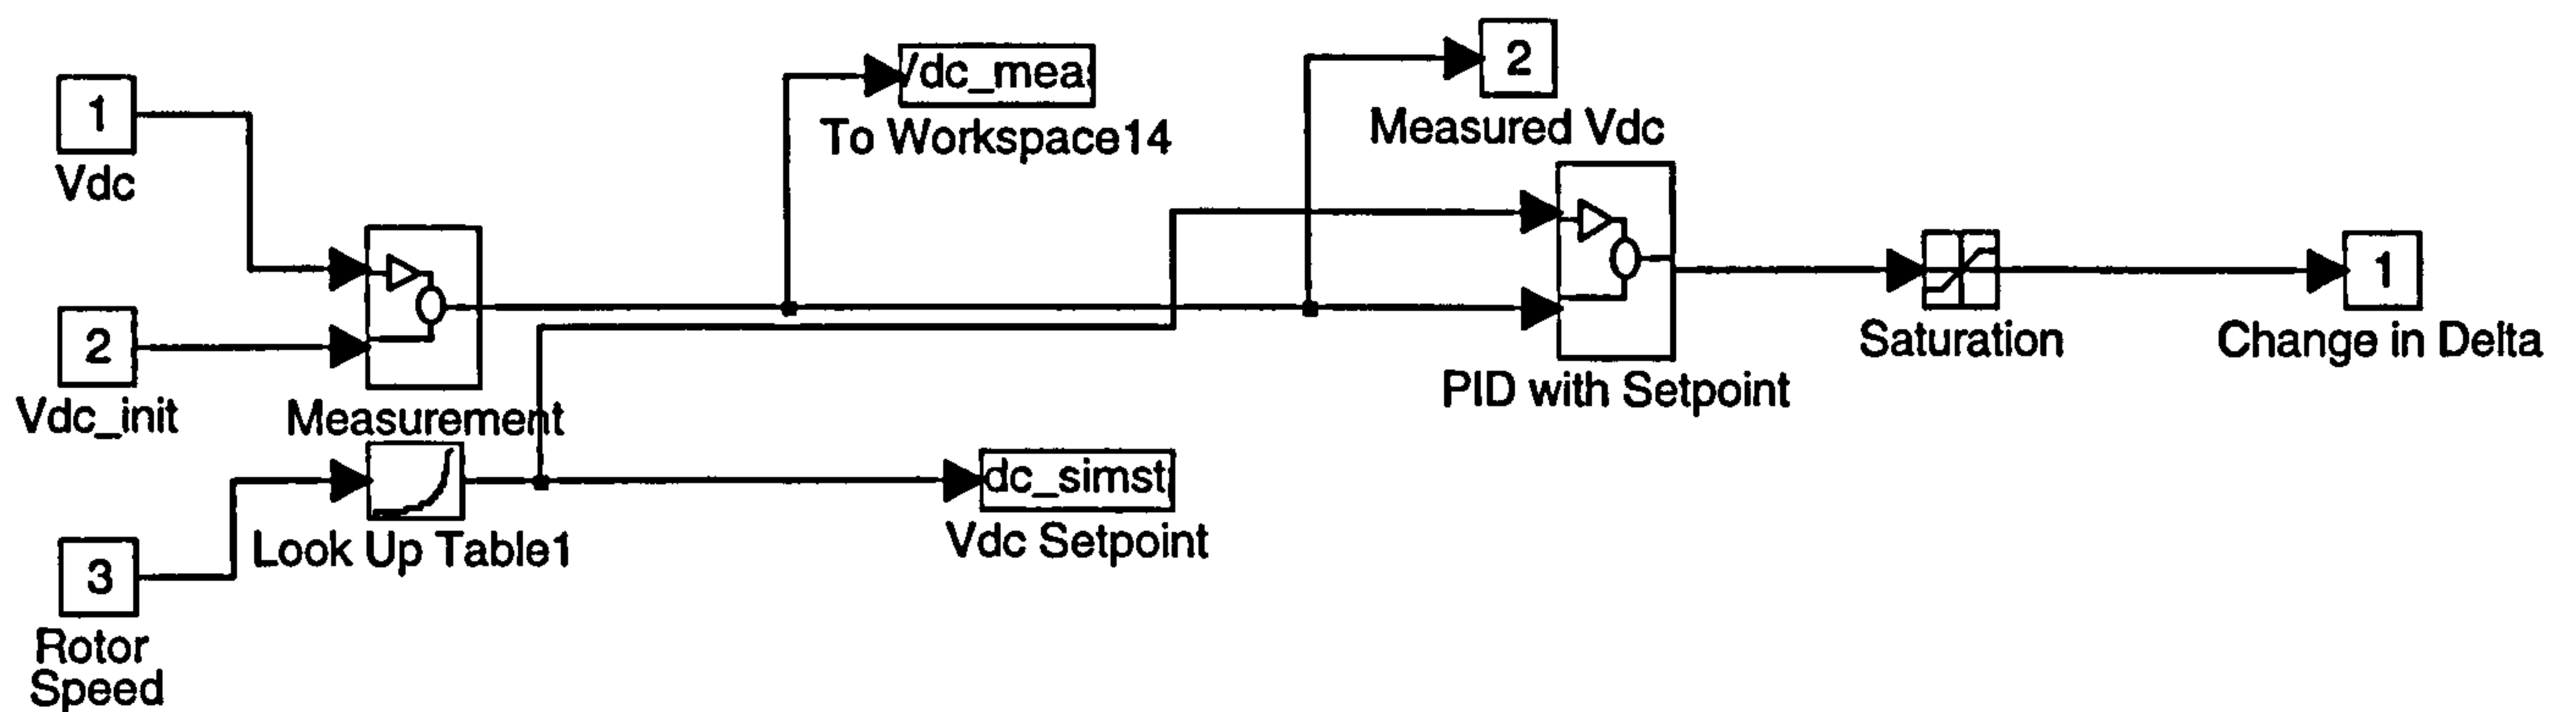 1
Vdc
2
Vdc_init
3
Rotor
Speed
Measurement
Look Up Table1
Vdc_mea
To Workspace14
dc_simst
Vdc Setpoint
2
Measured Vdc
PID with Setpoint
Saturation
1
Change in Delta